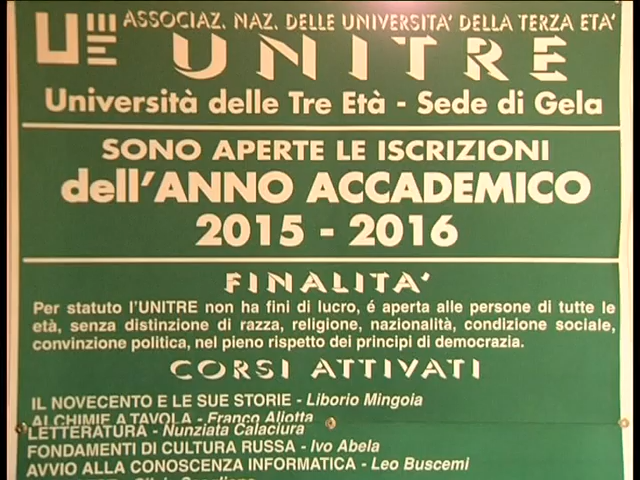 ASSOCIAZ. NAZ. DELLE UNIVERSITA' DELLA TERZA ETA'
UNITRE
Università delle Tre Età - Sede di Gela
SONO APERTE LE ISCRIZIONI
dell'ANNO ACCADEMICO
2015 - 2016
FINALITA'
Per statuto l'UNITRE non ha fini di lucro, é aperta alle persone di tutte le
età, senza distinzione di razza, religione, nazionalità, condizione sociale,
convinzione politica, nel pieno rispetto dei principi di democrazia.
CORSI ATTIVATI
IL NOVECENTO E LE SUE STORIE - Liborio Mingoia
ALCHIMIE A TAVOLA - Franco Aliotta
LETTERATURA - Nunziata Calaciura
FONDAMENTI DI CULTURA RUSSA - Ivo Abela
AVVIO ALLA CONOSCENZA INFORMATICA - Leo Buscemi